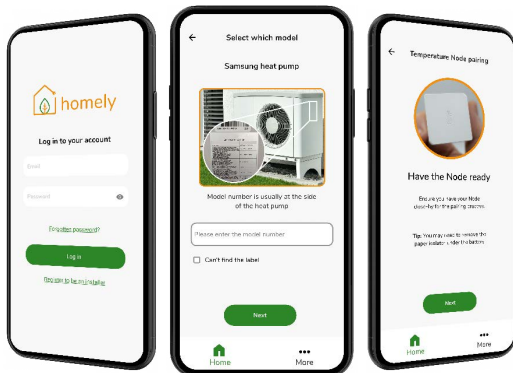 homely
Log in to your account
Email
Password
Forgotten password?
Log in
Register to be an installer
Select which model
Samsung heat pump
Model number is usually at the side
of the heat pump
Please enter the model number
Can't find the label
Next
Home
More
Temperature Node pairing
Have the Node ready
Ensure you have your Node
close-by for the pairing process.
Tip: You may need to remove the
paper isolator under the battery
Next
Home
More